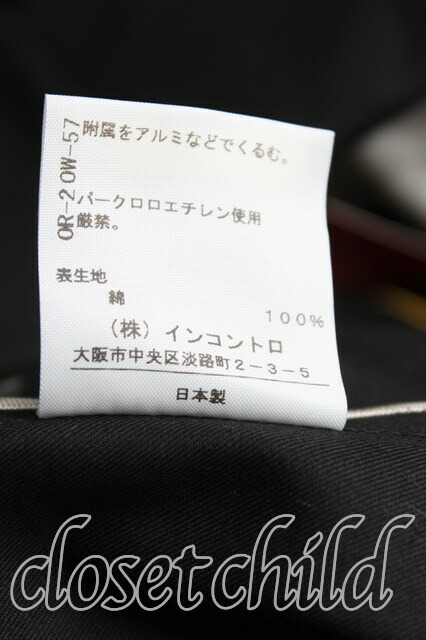 附属をアルミなどでくるむ。
OR-20W-57
パークロロエチレン使用
厳禁。
表生地
綿
100%
(株)インコントロ
大阪市中央区淡路町2-3-5
日本製
closetchild